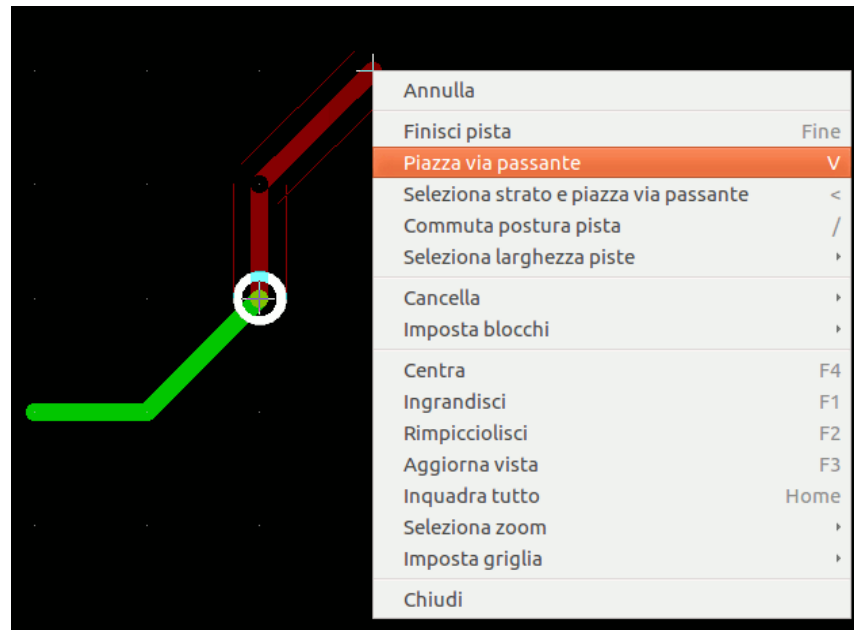 Annulla
Finisci pista Fine
Piazza via passante V
Seleziona strato e piazza via passante <
Commuta postura pista /
Seleziona larghezza piste
Cancella
Imposta blocchi
Centra F4
Ingrandisci F1
Rimpicciolisci F2
Aggiorna vista F3
Inquadra tutto Home
Seleziona zoom
Imposta griglia
Chiudi